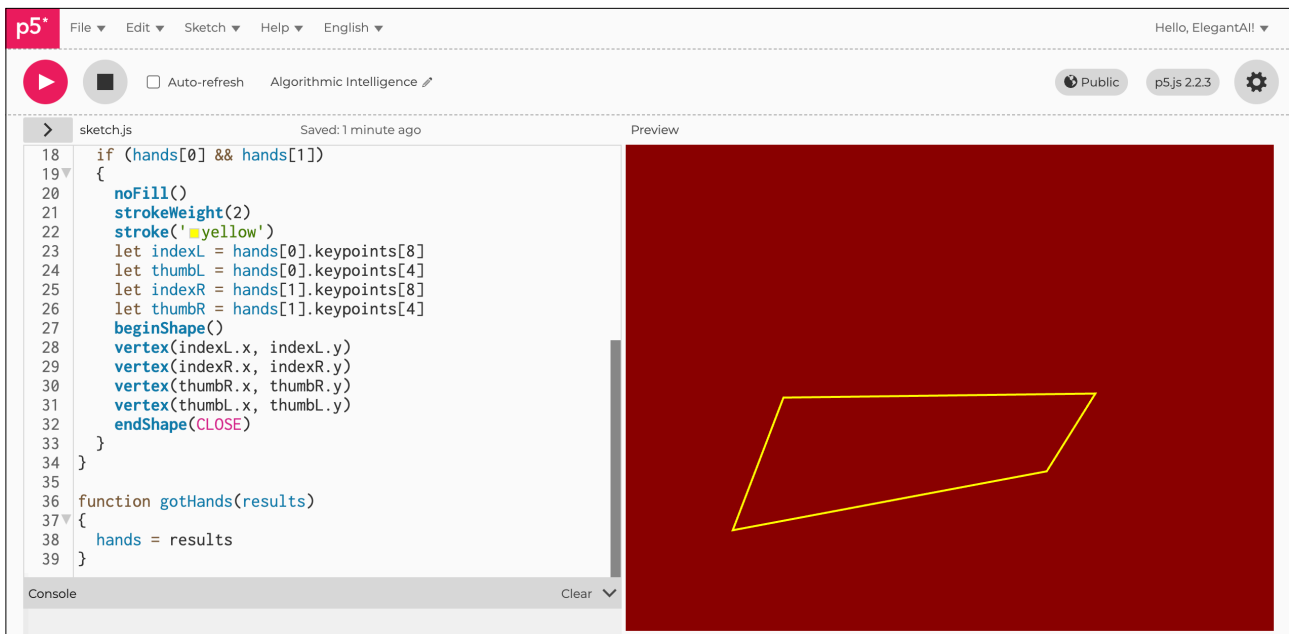 p5* File Edit Sketch Help English Hello, ElegantAI!
Auto-refresh Algorithmic Intelligence Public p5.js 2.2.3
sketch.js Saved: 1 minute ago Preview
18 if (hands[0] && hands[1])
19 {
20 noFill()
21 strokeWeight(2)
22 stroke('yellow')
23 let indexL = hands[0].keypoints[8]
24 let thumbL = hands[0].keypoints[4]
25 let indexR = hands[1].keypoints[8]
26 let thumbR = hands[1].keypoints[4]
27 beginShape()
28 vertex(indexL.x, indexL.y)
29 vertex(indexR.x, indexR.y)
30 vertex(thumbR.x, thumbR.y)
31 vertex(thumbL.x, thumbL.y)
32 endShape(CLOSE)
33 }
34 }
35
36 function gotHands(results)
37 {
38 hands = results
39 }
Console Clear